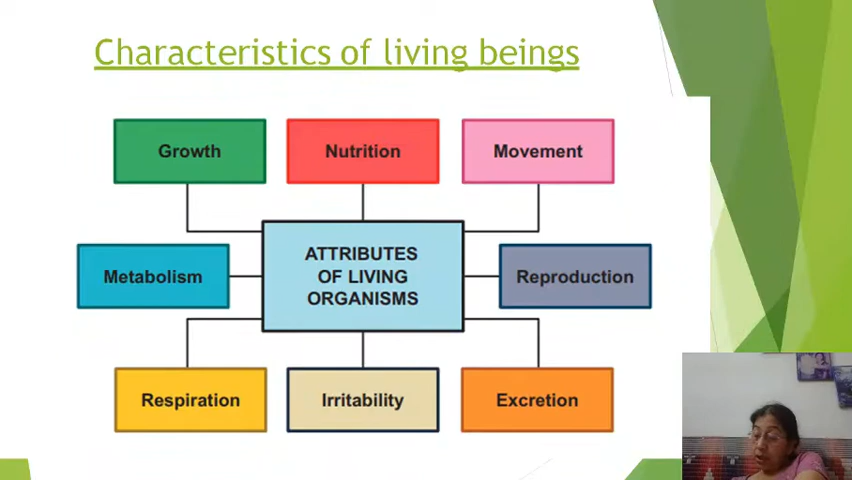 Characteristics of living beings
Growth
Nutrition
Movement
Metabolism
ATTRIBUTES
OF LIVING
ORGANISMS
Reproduction
Respiration
Irritability
Excretion